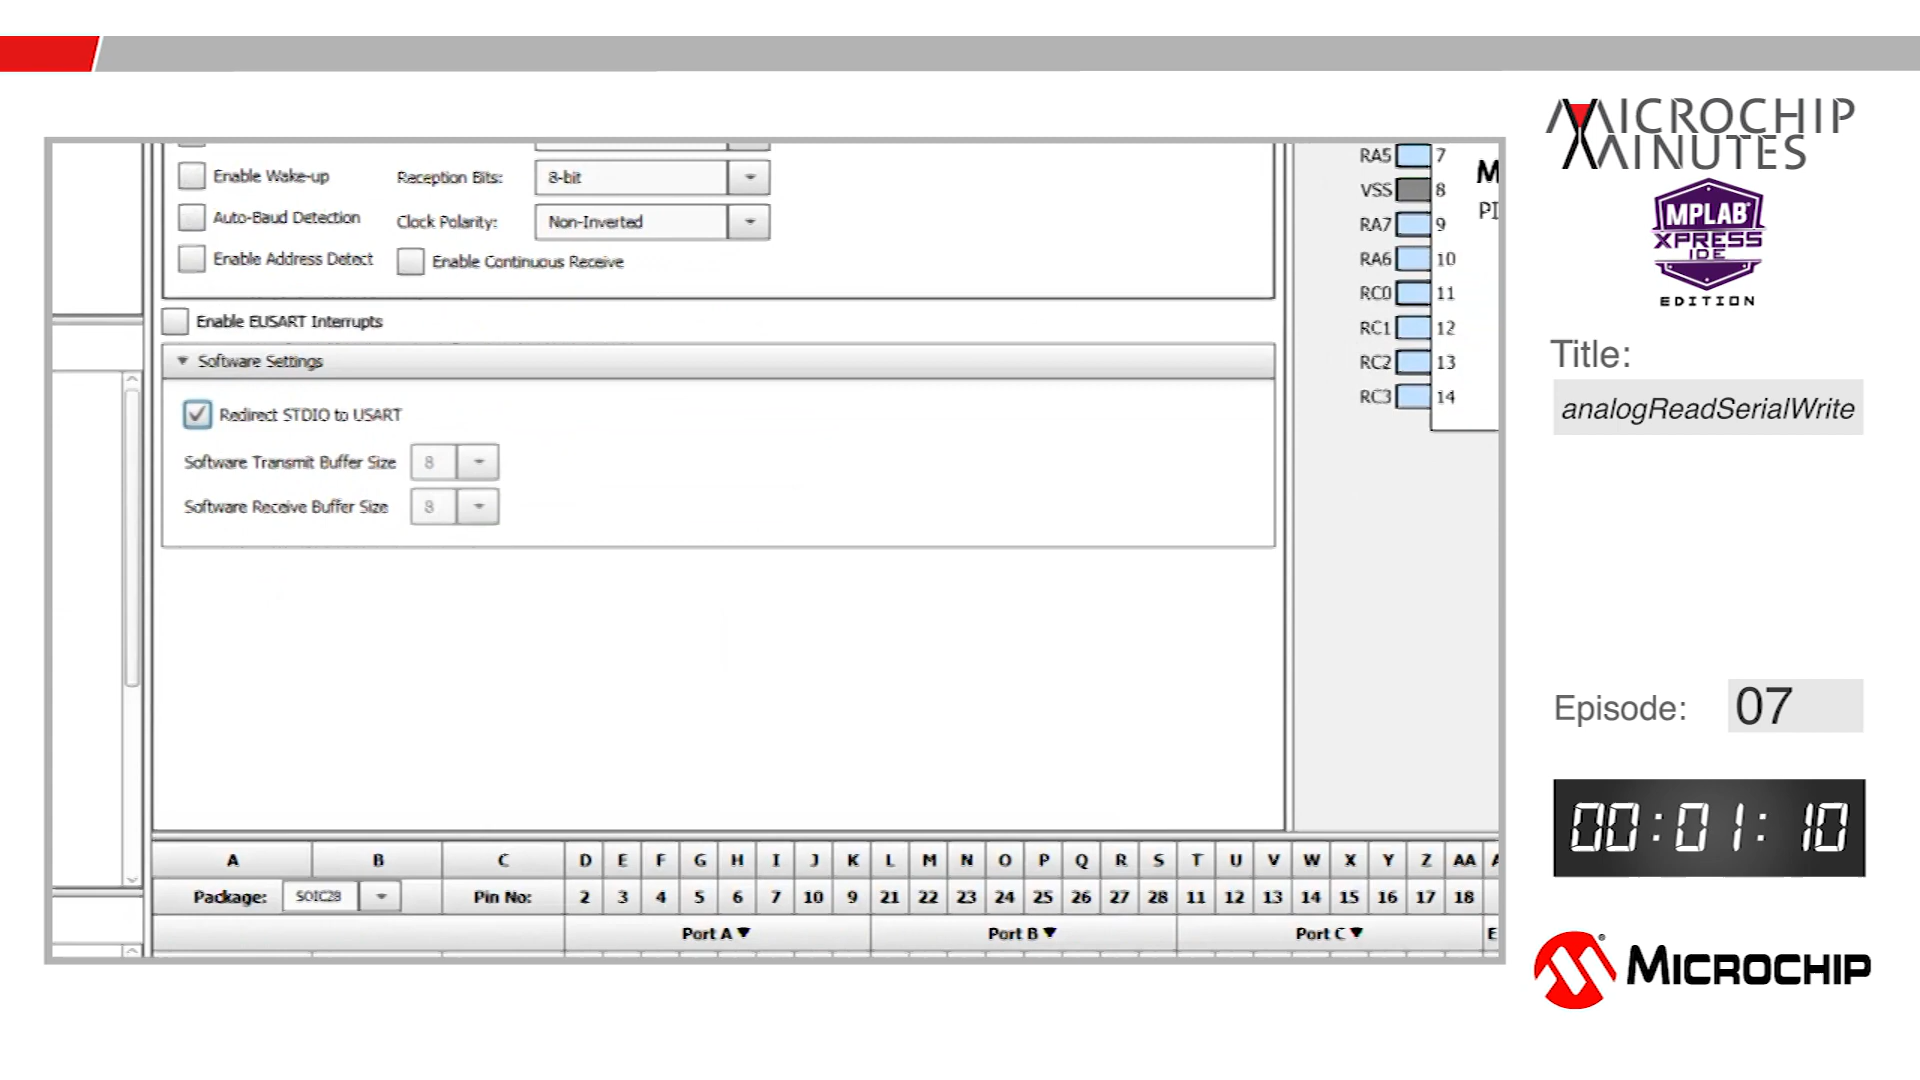 MICROCHIP
MINUTES
MPLAB
XPRESS
IDE
EDITION
Title:
analogReadSerialWrite
Episode: 07
00:01:10
MICROCHIP
Enable Wake-up
Reception Bits: 8-bit
Auto-Baud Detection
Clock Polarity: Non-Inverted
Enable Address Detect
Enable Continuous Receive
Enable EUSART Interrupts
Software Settings
Redirect STDIO to USART
Software Transmit Buffer Size 8
Software Receive Buffer Size 8
RA5 7
VSS 8
RA7 9
RA6 10
RC0 11
RC1 12
RC2 13
RC3 14
M
PI
A B C D E F G H I J K L M N O P Q R S T U V W X Y Z AA A
Package: SOIC28 Pin No: 2 3 4 5 6 7 10 9 21 22 23 24 25 26 27 28 11 12 13 14 15 16 17 18
Port A ▼ Port B ▼ Port C ▼ E